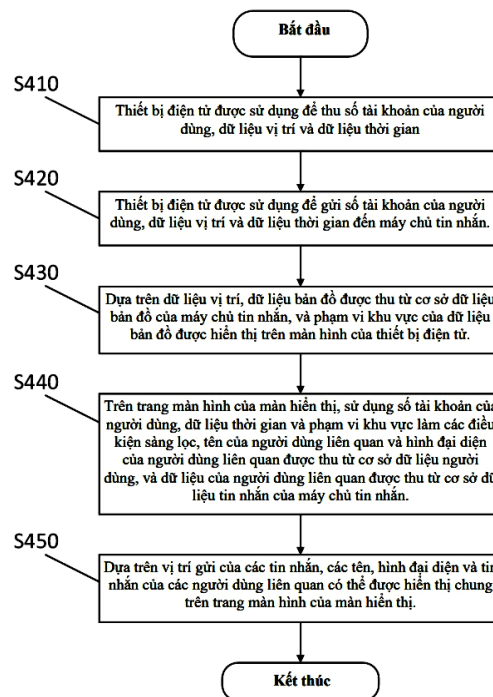 Bắt đầu
S410
Thiết bị điện tử được sử dụng để thu số tài khoản của người
dùng, dữ liệu vị trí và dữ liệu thời gian
S420
Thiết bị điện tử được sử dụng để gửi số tài khoản của người
dùng, dữ liệu vị trí và dữ liệu thời gian đến máy chủ tin nhắn.
S430
Dựa trên dữ liệu vị trí, dữ liệu bản đồ được thu từ cơ sở dữ liệu
bản đồ của máy chủ tin nhắn, và phạm vi khu vực của dữ liệu
bản đồ được hiển thị trên màn hình của thiết bị điện tử.
S440
Trên trang màn hình của màn hiển thị, sử dụng số tài khoản của
người dùng, dữ liệu thời gian và phạm vi khu vực làm các điều
kiện sàng lọc, tên của người dùng liên quan và hình đại diện
của người dùng liên quan được thu từ cơ sở dữ liệu người
dùng, và dữ liệu của người dùng liên quan được thu từ cơ sở dữ
liệu tin nhắn của máy chủ tin nhắn.
S450
Dựa trên vị trí gửi của các tin nhắn, các tên, hình đại diện và tin
nhắn của các người dùng liên quan có thể được hiển thị chung
trên trang màn hình của màn hiển thị.
Kết thúc